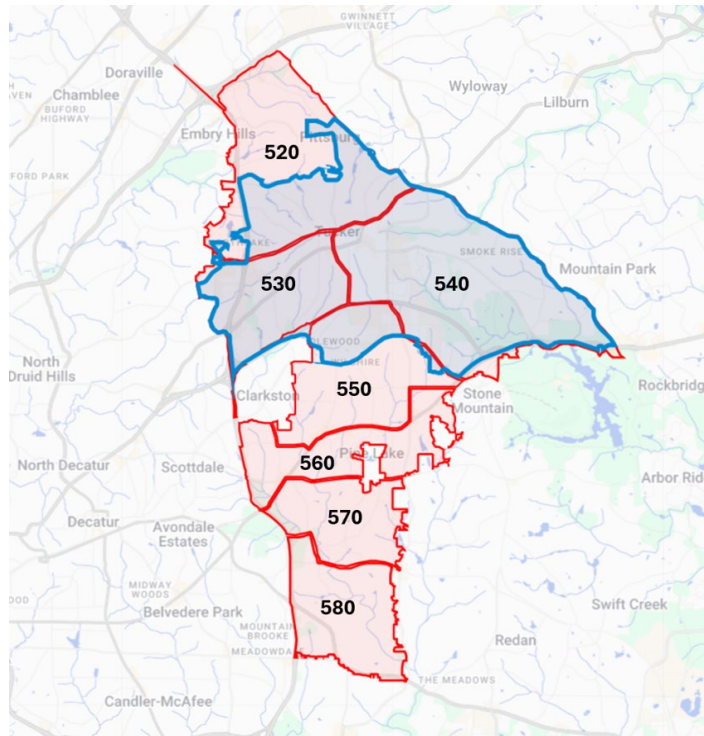 GWINNETT
VILLAGE
Doraville
Wyloway
Chamblee
Lilburn
BUFORD
HIGHWAY
Embry Hills
520
FORD PARK
Tucker
SMOKE RISE
Mountain Park
530
540
North
Druid Hills
550
Clarkston
Stone
Mountain
Rockbridg
North Decatur
Scottdale
560
Pine Lake
Arbor Rid
Decatur
570
Avondale
Estates
MIDWAY
WOODS
Belvedere Park
580
Swift Creek
MOUNTAIN
BROOKE
MEADOWDALE
Redan
THE MEADOWS
Candler-McAfee